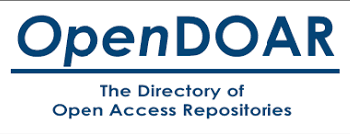 OpenDOAR
The Directory of
Open Access Repositories